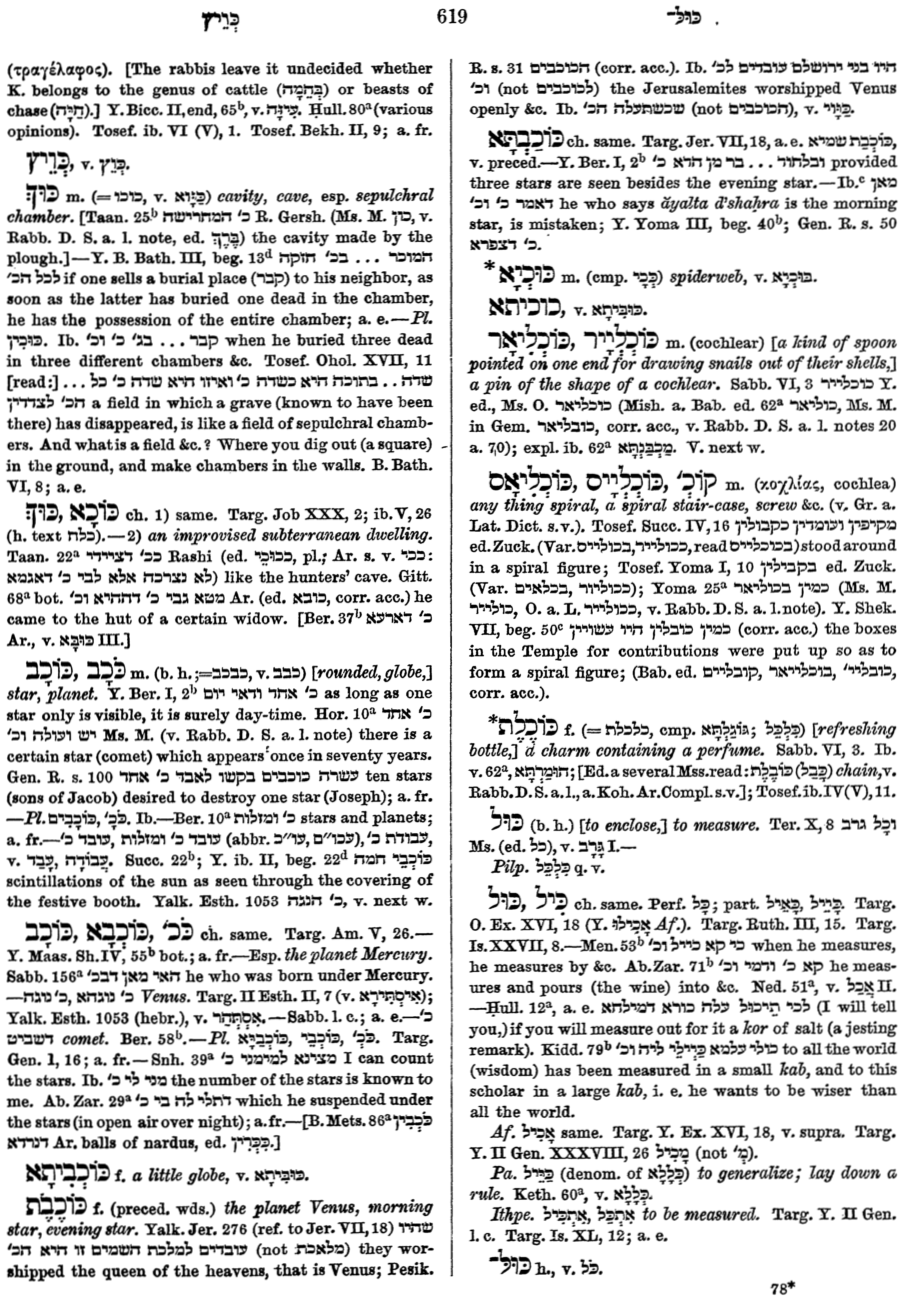 כְּוֵיץ
619
כּוּל־
(τραγέλαφος). [The rabbis leave it undecided whether
K. belongs to the genus of cattle (בְּהֵמָה) or beasts of
chase (חַיָּה).] Y. Bicc. II, end, 65ᵇ, v. גִּיזָה. Ḥull. 80ᵃ (various
opinions). Tosef. ib. VI (V), 1. Tosef. Bekh. II, 9; a. fr.
כְּוֵיץ, v. כְּוֵץ.
כּוּךְ m. (= כוכו, v. כַּוָּא) cavity, cave, esp. sepulchral
chamber. [Taan. 25ᵇ כ׳ המחרישה R. Gersh. (Ms. M. כון, v.
Rabb. D. S. a. l. note, ed. בֶּרֶךְ) the cavity made by the
plough.]—Y. B. Bath. III, beg. 13ᵈ המוכר ... בכ׳ חזקה
לכל הכ׳ if one sells a burial place (קבר) to his neighbor, as
soon as the latter has buried one dead in the chamber,
he has the possession of the entire chamber; a. e.—Pl.
כּוּכִין. Ib. קבר ... בג׳ כ׳ וכ׳ when he buried three dead
in three different chambers &c. Tosef. Ohol. XVII, 11
[read:] שדה .. בתוכה היא כשדה כ׳ ואיזו היא שדה כ׳ כל ...
הכ׳ לצדדין a field in which a grave (known to have been
there) has disappeared, is like a field of sepulchral chamb-
ers. And what is a field &c.? Where you dig out (a square)
in the ground, and make chambers in the walls. B. Bath.
VI, 8; a. e.
כּוּךְ, כּוֹכָא ch. 1) same. Targ. Job XXX, 2; ib. V, 26
(h. text כלח).—2) an improvised subterranean dwelling.
Taan. 22ᵃ ככ׳ דציידי Rashi (ed. כְּכוּכֵי, pl.; Ar. s. v. ככי:
לא נצרכה אלא לבי כ׳ דאגמא) like the hunters' cave. Gitt.
68ᵃ bot. מטא גבי כ׳ דההיא וכ׳ Ar. (ed. כובא, corr. acc.) he
came to the hut of a certain widow. [Ber. 37ᵇ כ׳ דארעא
Ar., v. כּוּבָּא III.]
כֹּכָב, כּוֹכָב m. (b. h.; = כבכב, v. כבב) [rounded, globe,]
star, planet. Y. Ber. I, 2ᵇ כ׳ אחד ודאי יום as long as one
star only is visible, it is surely day-time. Hor. 10ᵃ כ׳ אחד
יש ועולה וכ׳ Ms. M. (v. Rabb. D. S. a. l. note) there is a
certain star (comet) which appears once in seventy years.
Gen. R. s. 100 עשרה כוכבים בקשו לאבד כ׳ אחד ten stars
(sons of Jacob) desired to destroy one star (Joseph); a. fr.
—Pl. כֹּכָ׳, כּוֹכָבִים. Ib.—Ber. 10ᵃ כ׳ ומזלות stars and planets;
a. fr.—עובד כ׳ ומזלות, עובד כ׳ (abbr. עכו״ם, עו״כ), עבודת כ׳,
v. עֲבוֹדָה, עָבַד. Succ. 22ᵇ; Y. ib. II, beg. 22ᵈ כּוֹכְבֵי חמה
scintillations of the sun as seen through the covering of
the festive booth. Yalk. Esth. 1053 כ׳ הנגה, v. next w.
כֹּכ׳, כּוֹכְבָא, כּוֹכָב ch. same. Targ. Am. V, 26.—
Y. Maas. Sh. IV, 55ᵇ bot.; a. fr.—Esp. the planet Mercury.
Sabb. 156ᵃ האי מאן דבכ׳ he who was born under Mercury.
—כ׳ נוגהא, כ׳ נוגה Venus. Targ. II Esth. II, 7 (v. אִיסְתֵּירָא);
Yalk. Esth. 1053 (hebr.), v. אֶסְתְּהַר.—Sabb. l. c.; a. e.—כ׳
דשביט comet. Ber. 58ᵇ.—Pl. כֹּכְ׳, כּוֹכְבֵי, כּוֹכְבַיָּא. Targ.
Gen. I, 16; a. fr.—Snh. 39ᵃ מצינא למימני כ׳ I can count
the stars. Ib. מני לי כ׳ the number of the stars is known to
me. Ab. Zar. 29ᵃ דתלי לה בי כ׳ which he suspended under
the stars (in open air over night); a. fr.—[B. Mets. 86ᵃ כֹּכְבִין
דנרדא Ar. balls of nardus, ed. כַּפְּרִין.]
כּוֹכְבִיתָא f. a little globe, v. כּוּבִּיתָא.
כּוֹכֶבֶת f. (preced. wds.) the planet Venus, morning
star, evening star. Yalk. Jer. 276 (ref. to Jer. VII, 18) שהיו
עובדים למלכת השמים זו היא הכ׳ (not מלאכת) they wor-
shipped the queen of the heavens, that is Venus; Pesik.
R. s. 31 היו בני ירושלם עובדים לכ׳ הכוכבים (corr. acc.). Ib.
וכ׳ (not לכוכבים) the Jerusalemites worshipped Venus
openly &c. Ib. שכשתעלה הכ׳ (not הכוכבים), v. כַּוּוּי.
כּוֹכַבְתָּא ch. same. Targ. Jer. VII, 18, a. e. כּוֹכְבַת שמיא,
v. preced.—Y. Ber. I, 2ᵇ ובלחוד ... בר מן הדא כ׳ provided
three stars are seen besides the evening star.—Ib.ᶜ מאן
דאמר כ׳ וכ׳ he who says ăyalta d'shaḥra is the morning
star, is mistaken; Y. Yoma III, beg. 40ᵇ; Gen. R. s. 50
כ׳ דצפרא.
*כּוּכְיָא m. (cmp. כְּכֵי) spiderweb, v. כּוּבְיָא.
כוכיתא, v. כּוּבִּיתָא.
כּוֹכְלְיָיר, כּוֹכְלִיאָר m. (cochlear) [a kind of spoon
pointed on one end for drawing snails out of their shells,]
a pin of the shape of a cochlear. Sabb. VI, 3 כוכלייר Y.
ed., Ms. O. כוכליאר (Mish. a. Bab. ed. 62ᵃ כוליאר, Ms. M.
in Gem. כובליאר, corr. acc., v. Rabb. D. S. a. l. notes 20
a. 70); expl. ib. 62ᵃ מַכְבַּנְתָּא. V. next w.
קוֹכְ׳, כּוֹכְלְיָיס, כּוֹכְלִיאָס m. (κοχλίας, cochlea)
any thing spiral, a spiral stair-case, screw &c. (v. Gr. a.
Lat. Dict. s. v.). Tosef. Succ. IV, 16 מקיפין ועומדין כקבולין
ed. Zuck. (Var. ככולייר, בכולייס, read בכוכלייס) stood around
in a spiral figure; Tosef. Yoma I, 10 בקבילין ed. Zuck.
(Var. ככוליזר, בכלאים); Yoma 25ᵃ כמין בכוליאר (Ms. M.
כולייר, O. a. L. ככולייר, v. Rabb. D. S. a. l. note). Y. Shek.
VII, beg. 50ᶜ כמין כובלין היו עשויין (corr. acc.) the boxes
in the Temple for contributions were put up so as to
form a spiral figure; (Bab. ed. כובליי׳, בוכלייאר, קובליים,
corr. acc.).
*כּוֹכֶלֶת f. (= כלכלת, cmp. גּוֹגַלְתָּא; כִּלְכֵּל) [refreshing
bottle,] a charm containing a perfume. Sabb. VI, 3. Ib.
v. 62ᵃ, חוּמַרְתָּא; [Ed. a several Mss. read: כּוֹבֶלֶת (כָּבַל) chain, v.
Rabb. D. S. a. l., a. Koh. Ar. Compl. s. v.]; Tosef. ib. IV (V), 11.
כּוּל (b. h.) [to enclose,] to measure. Ter. X, 8 וכָל גרב
Ms. (ed. כל), v. גָּרָב I.—
Pilp. כִּלְכֵּל q. v.
כִּיל, כּוּל ch. same. Perf. כָּל; part. כָּאֵיל, כָּיֵיל. Targ.
O. Ex. XVI, 18 (Y. אֲכִילוּ Af.). Targ. Ruth. III, 15. Targ.
Is. XXVII, 8.—Men. 53ᵇ כי קא כייל וכ׳ when he measures,
he measures by &c. Ab. Zar. 71ᵇ קא כ׳ ורמי וכ׳ he meas-
ures and pours (the wine) into &c. Ned. 51ᵃ, v. אֲכַל II.
—Ḥull. 12ᵃ, a. e. לכי תיכול עלה כורא דמילחא (I will tell
you,) if you will measure out for it a kor of salt (a jesting
remark). Kidd. 79ᵇ כולי עלמא כַּיְילֵי ליה וכ׳ to all the world
(wisdom) has been measured in a small kab, and to this
scholar in a large kab, i. e. he wants to be wiser than
all the world.
Af. אָכִיל same. Targ. Y. Ex. XVI, 18, v. supra. Targ.
Y. II Gen. XXXVIII, 26 מָכִיל (not מְ׳).
Pa. כַּיֵּיל (denom. of כְּלָלָא) to generalize; lay down a
rule. Keth. 60ᵃ, v. כְּלָלָא.
Ithpe. אִתְכָּל, אִתְכְּיל to be measured. Targ. Y. II Gen.
l. c. Targ. Is. XL, 12; a. e.
כּוּל־ h., v. כֹּל.
78*